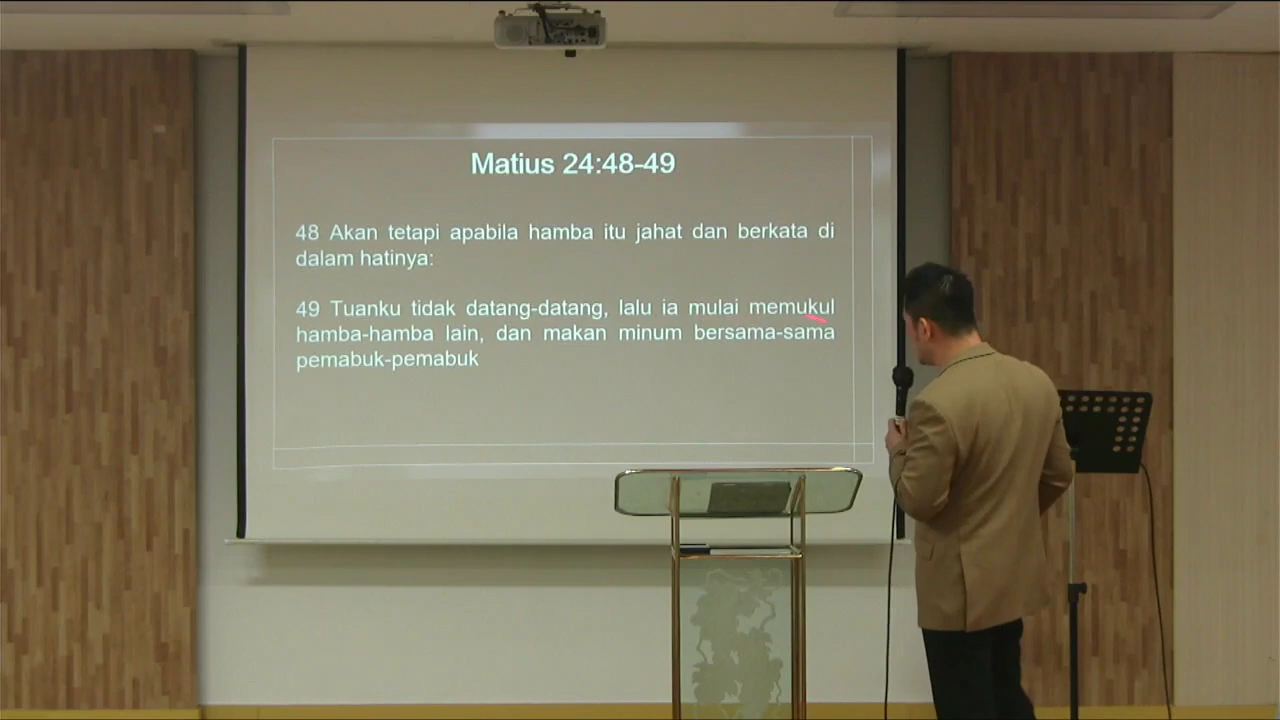 Matius 24:48-49
48 Akan tetapi apabila hamba itu jahat dan berkata di
dalam hatinya:
49 Tuanku tidak datang-datang, lalu ia mulai memukul
hamba-hamba lain, dan makan minum bersama-sama
pemabuk-pemabuk